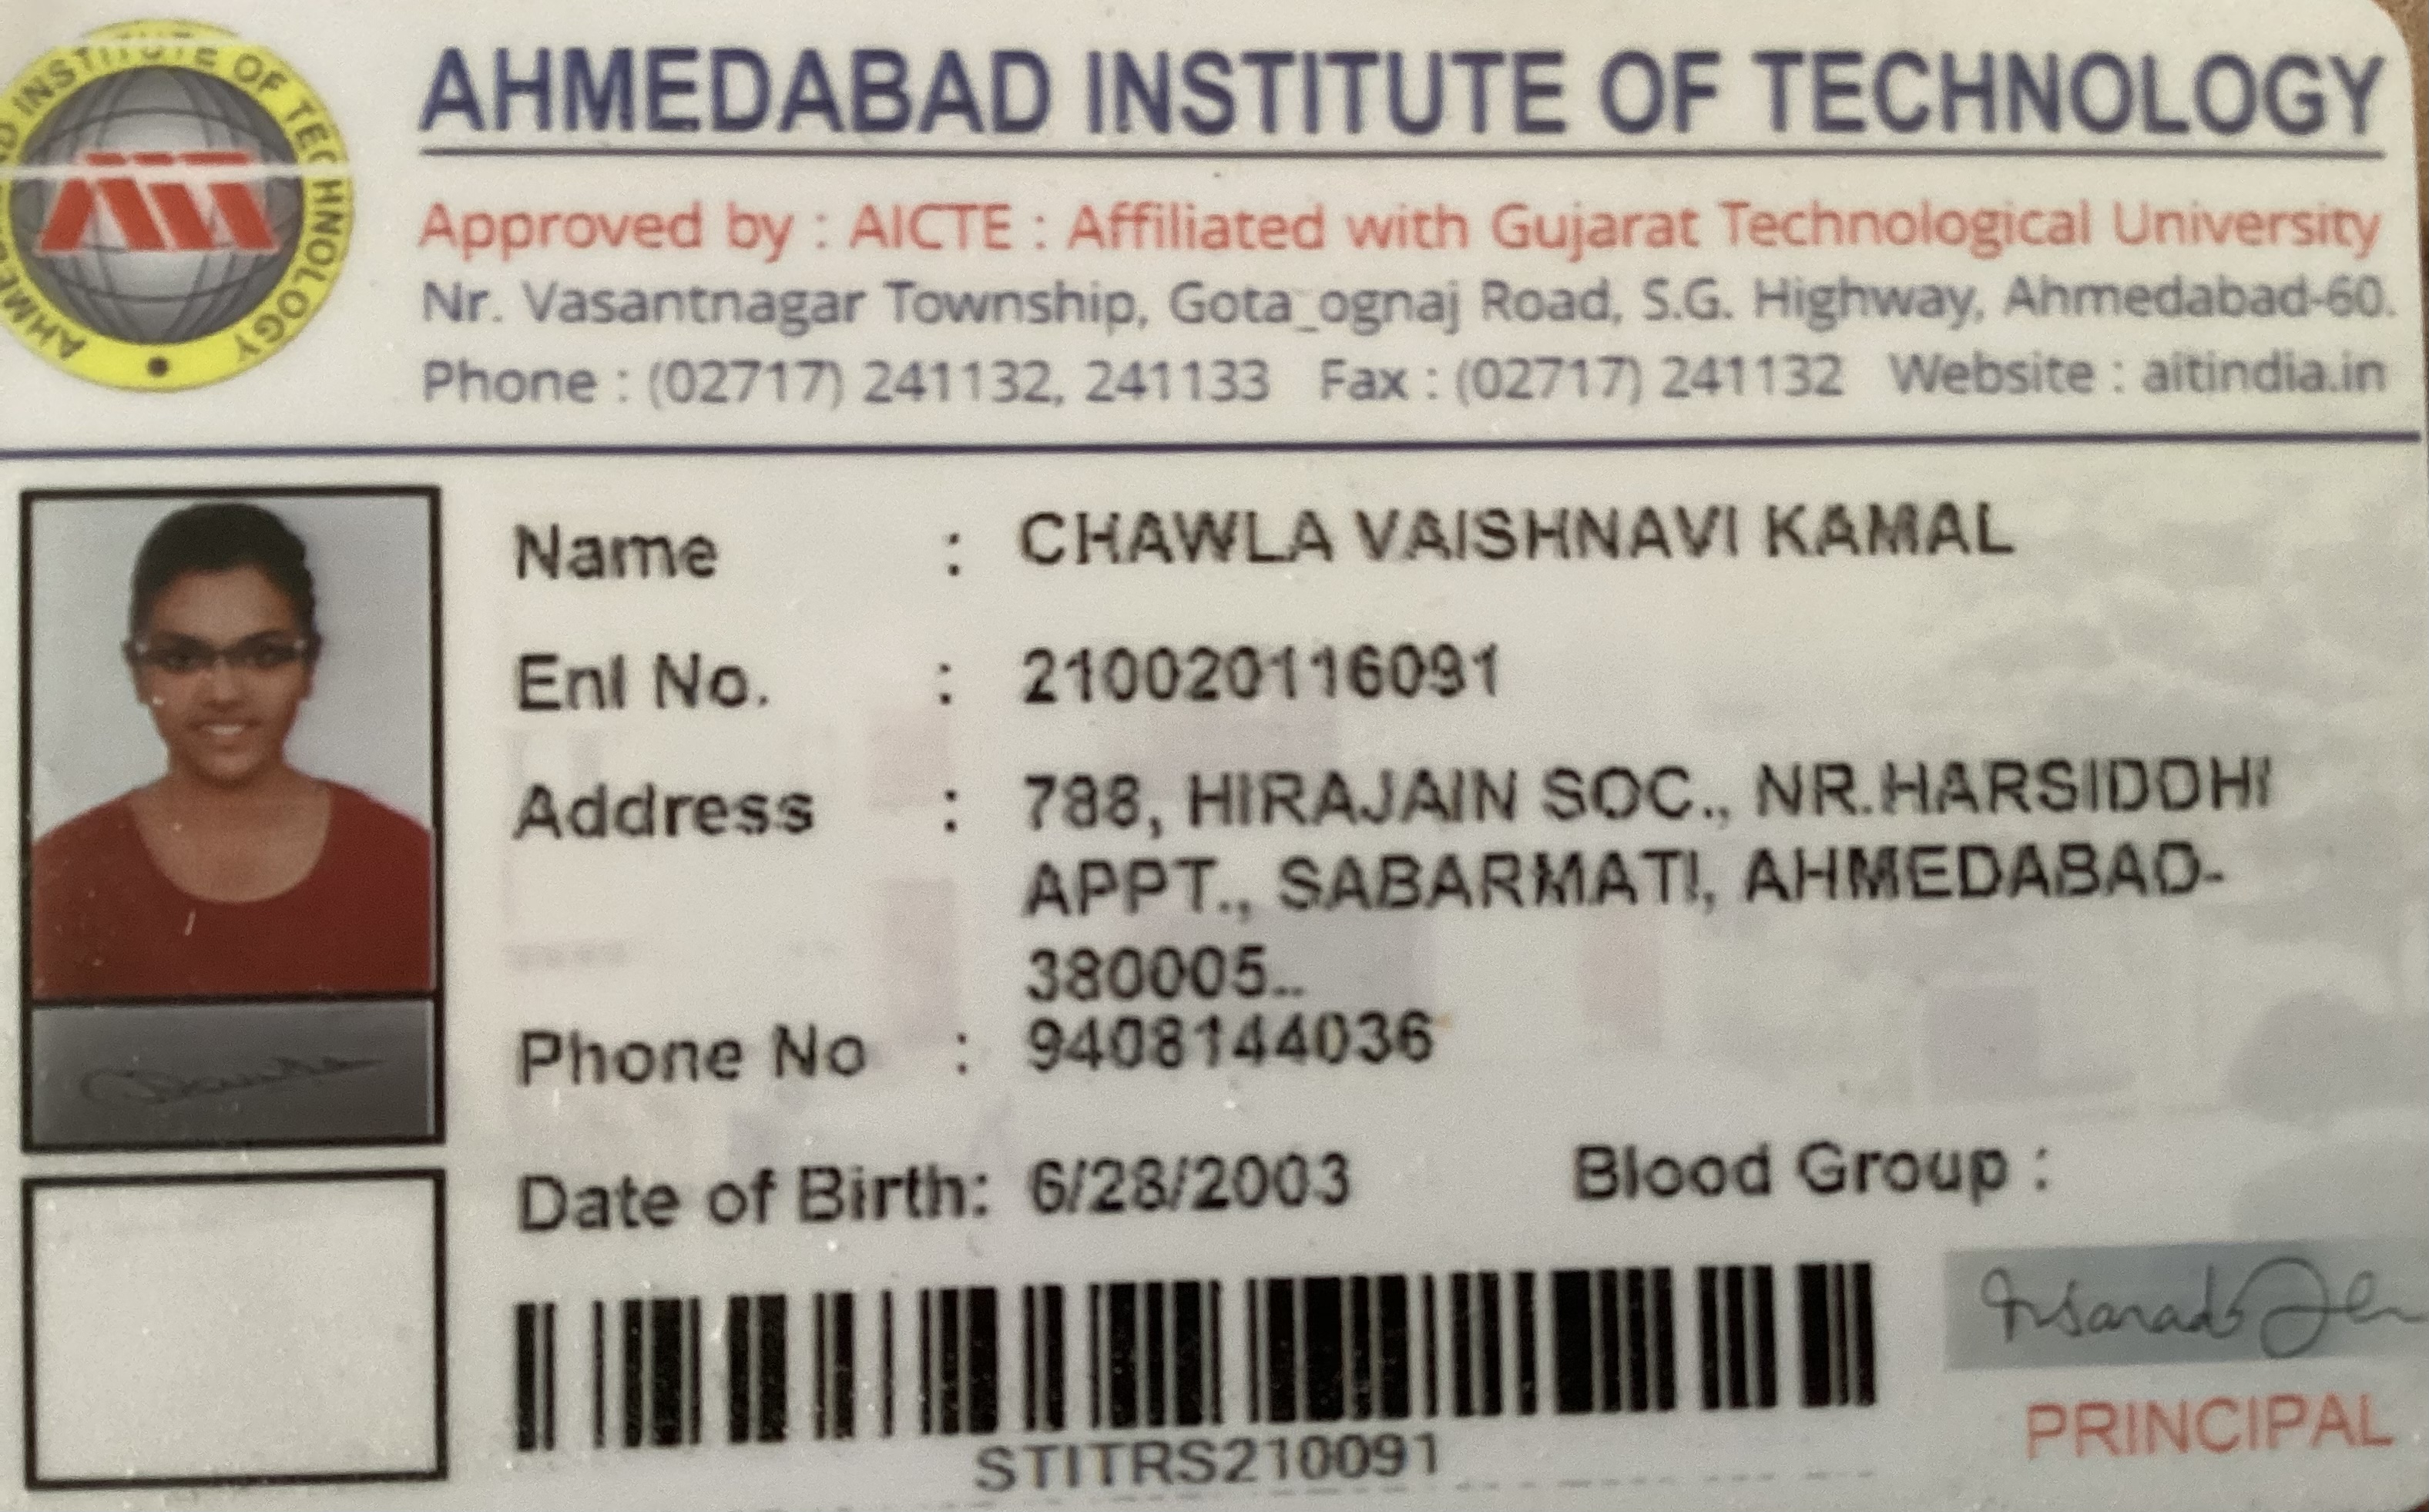 AHMEDABAD INSTITUTE OF TECHNOLOGY
AHMEDABAD INSTITUTE OF TECHNOLOGY
AIT
Approved by : AICTE : Affiliated with Gujarat Technological University
Nr. Vasantnagar Township, Gota_ognaj Road, S.G. Highway, Ahmedabad-60.
Phone : (02717) 241132, 241133 Fax : (02717) 241132 Website : aitindia.in
Name : CHAWLA VAISHNAVI KAMAL
Enl No. : 210020116091
Address : 788, HIRAJAIN SOC., NR.HARSIDDHI
APPT., SABARMATI, AHMEDABAD-
380005..
Phone No : 9408144036
Date of Birth: 6/28/2003 Blood Group :
STITRS210091
PRINCIPAL